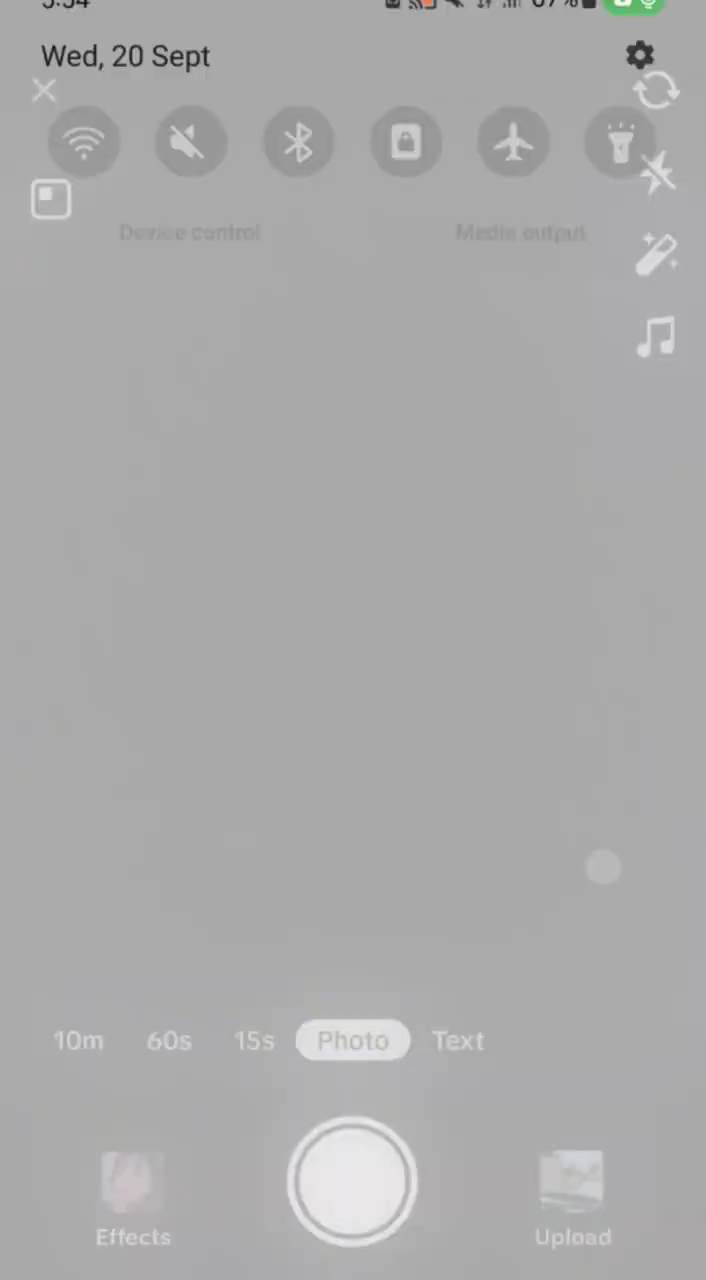 Wed, 20 Sept
Device control Media output
10m 60s 15s Photo Text
Effects Upload